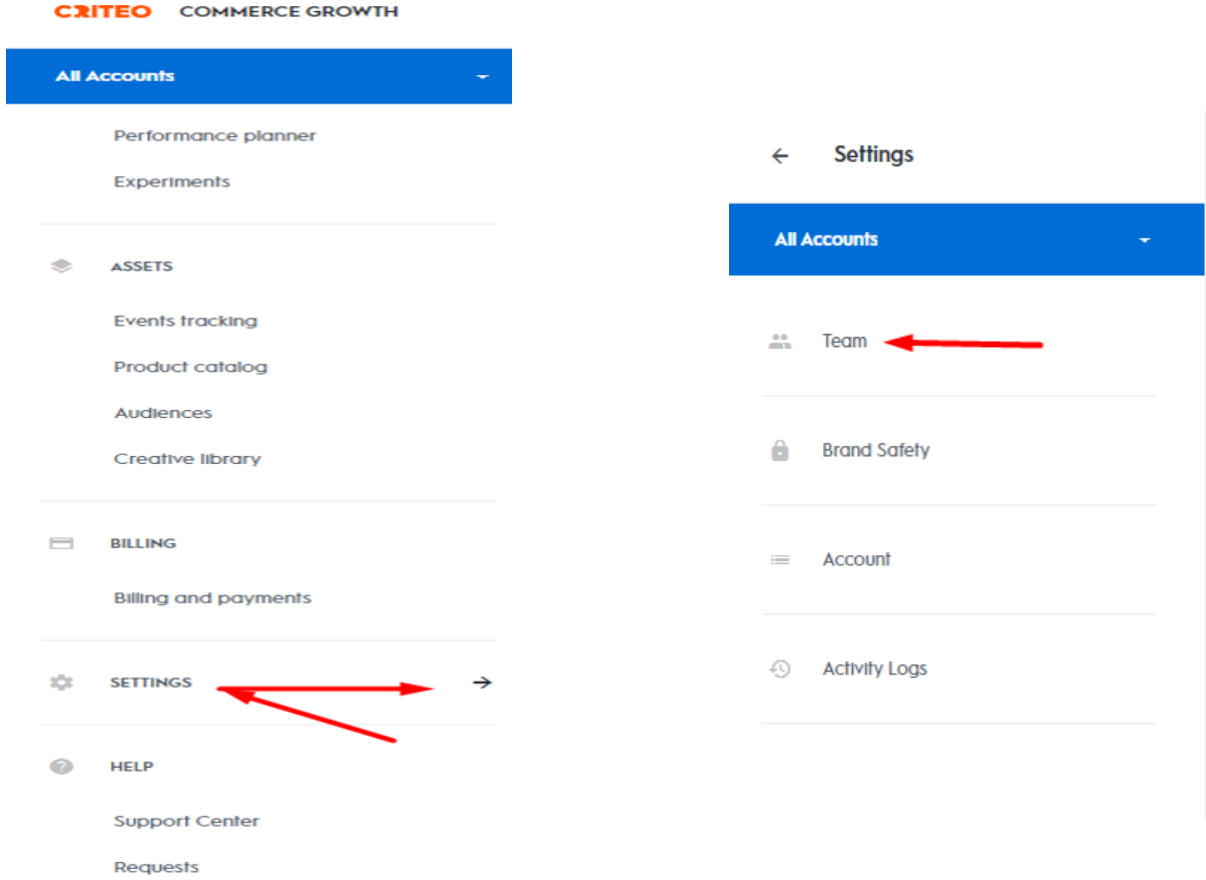 CRITEO COMMERCE GROWTH
All Accounts
Performance planner
Experiments
ASSETS
Events tracking
Product catalog
Audiences
Creative library
BILLING
Billing and payments
SETTINGS
HELP
Support Center
Requests
Settings
All Accounts
Team
Brand Safety
Account
Activity Logs